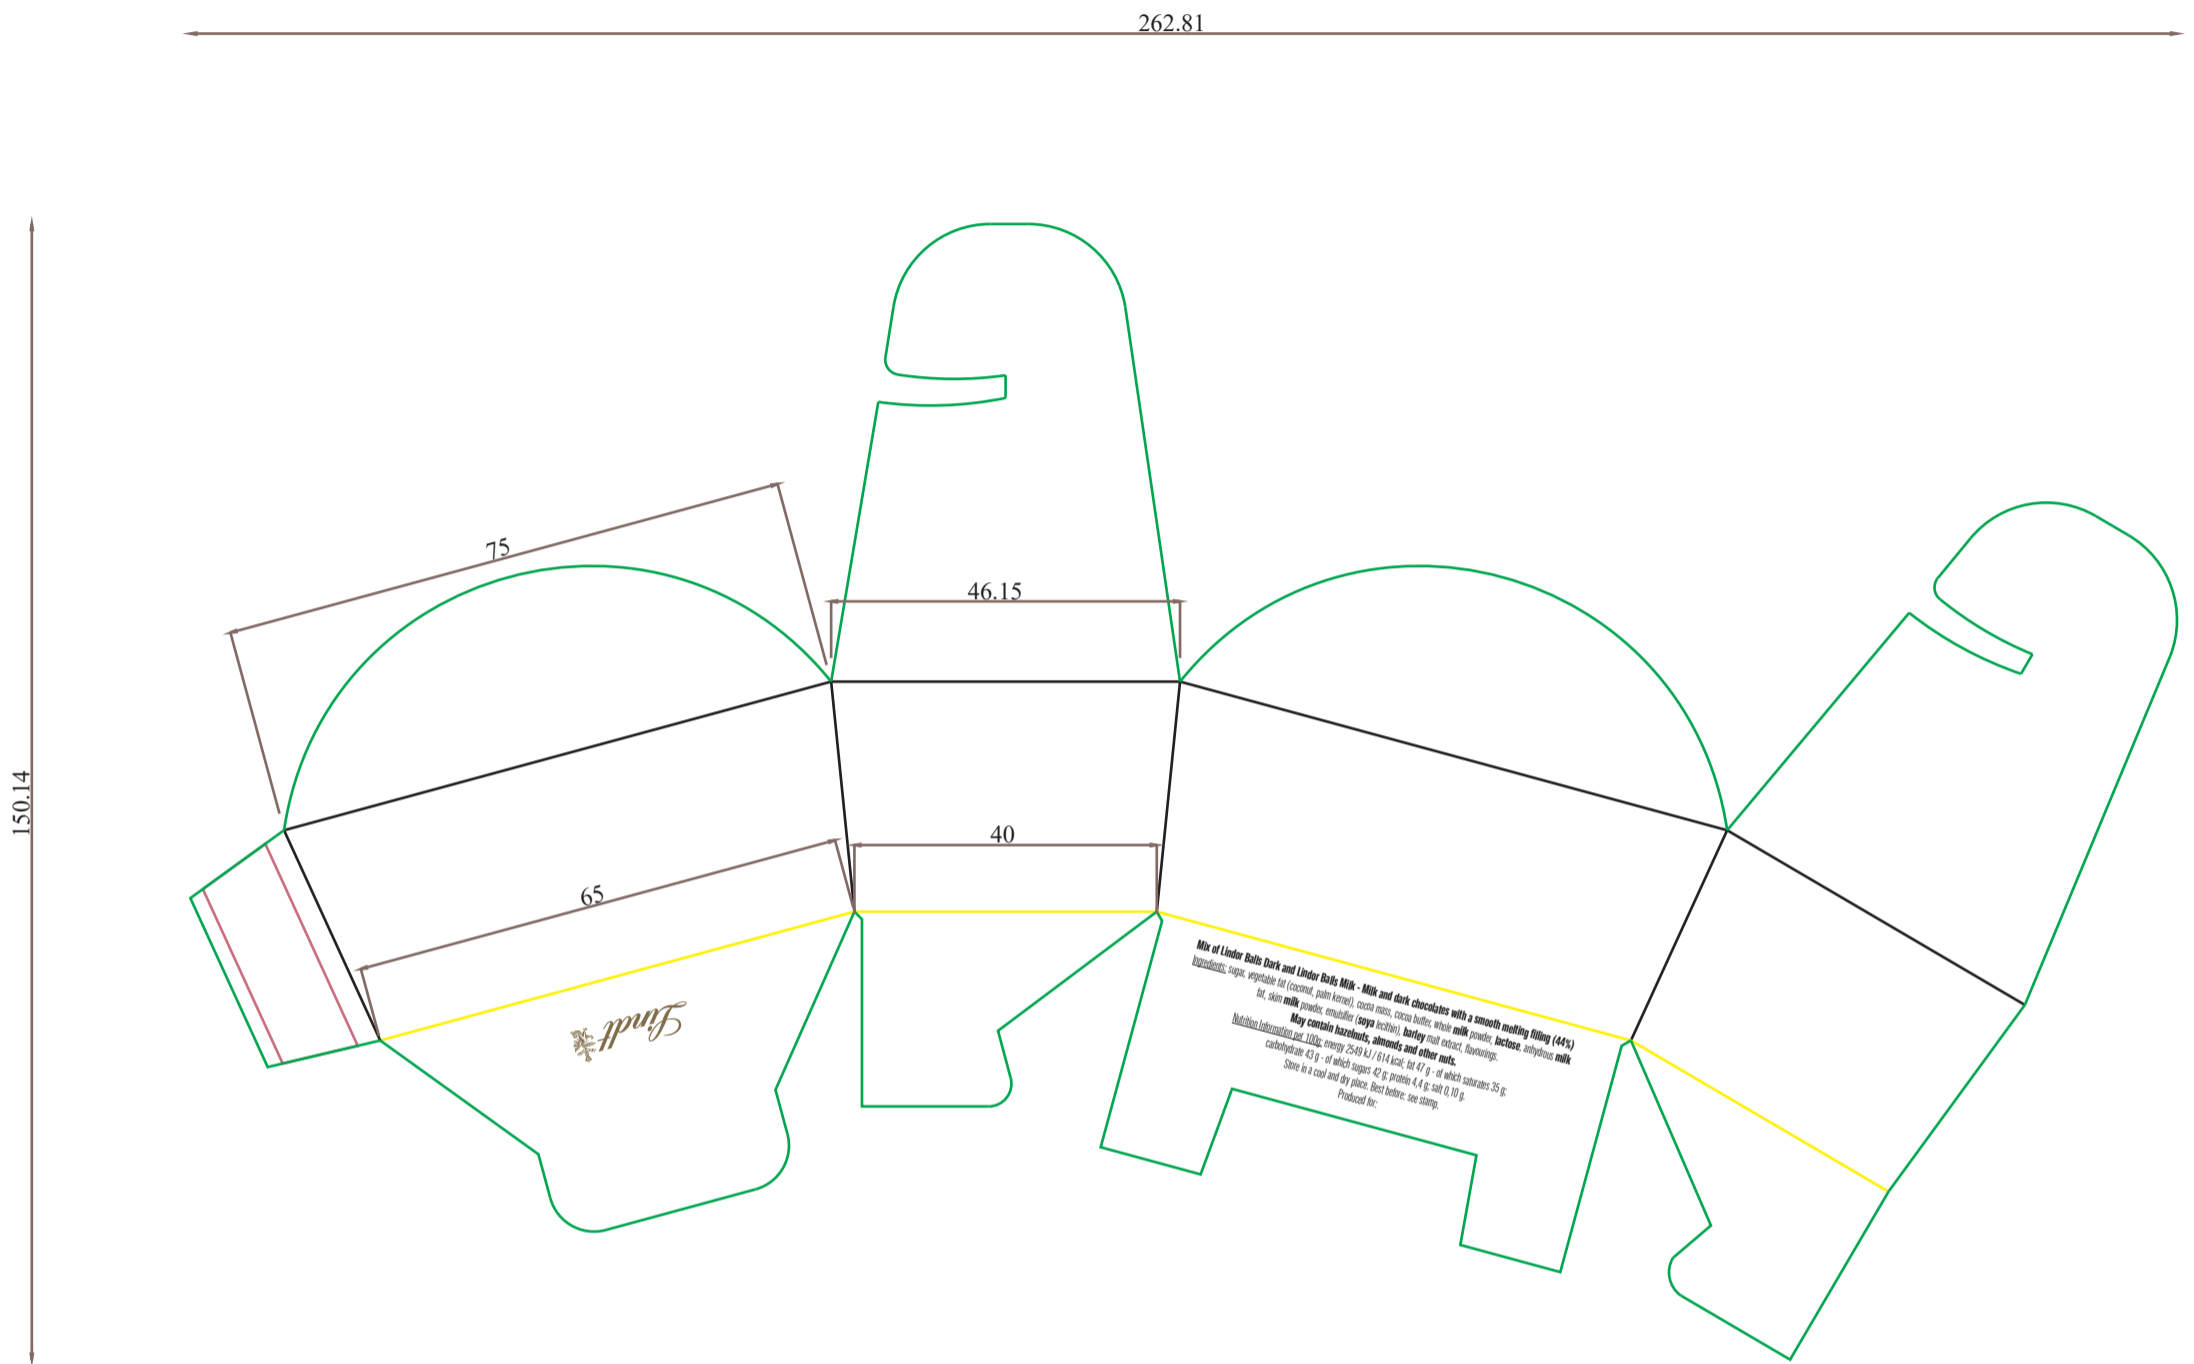 262.81
150.14
75
46.15
65
40
Lindt
Mix of Lindor Balls Dark and Lindor Balls Milk - Milk and dark chocolates with a smooth melting filling (44%)
Ingredients: sugar, vegetable fat (coconut, palm kernel), cocoa mass, cocoa butter, whole milk powder, lactose, anhydrous milk
fat, skim milk powder, emulsifier (soya lecithin), barley malt extract, flavourings.
May contain hazelnuts, almonds and other nuts.
Nutrition Information per 100g: energy 2549 kJ / 614 kcal; fat 47 g - of which saturates 35 g;
carbohydrate 43 g - of which sugars 42 g; protein 4,4 g; salt 0,10 g.
Store in a cool and dry place. Best before: see stamp.
Produced for: